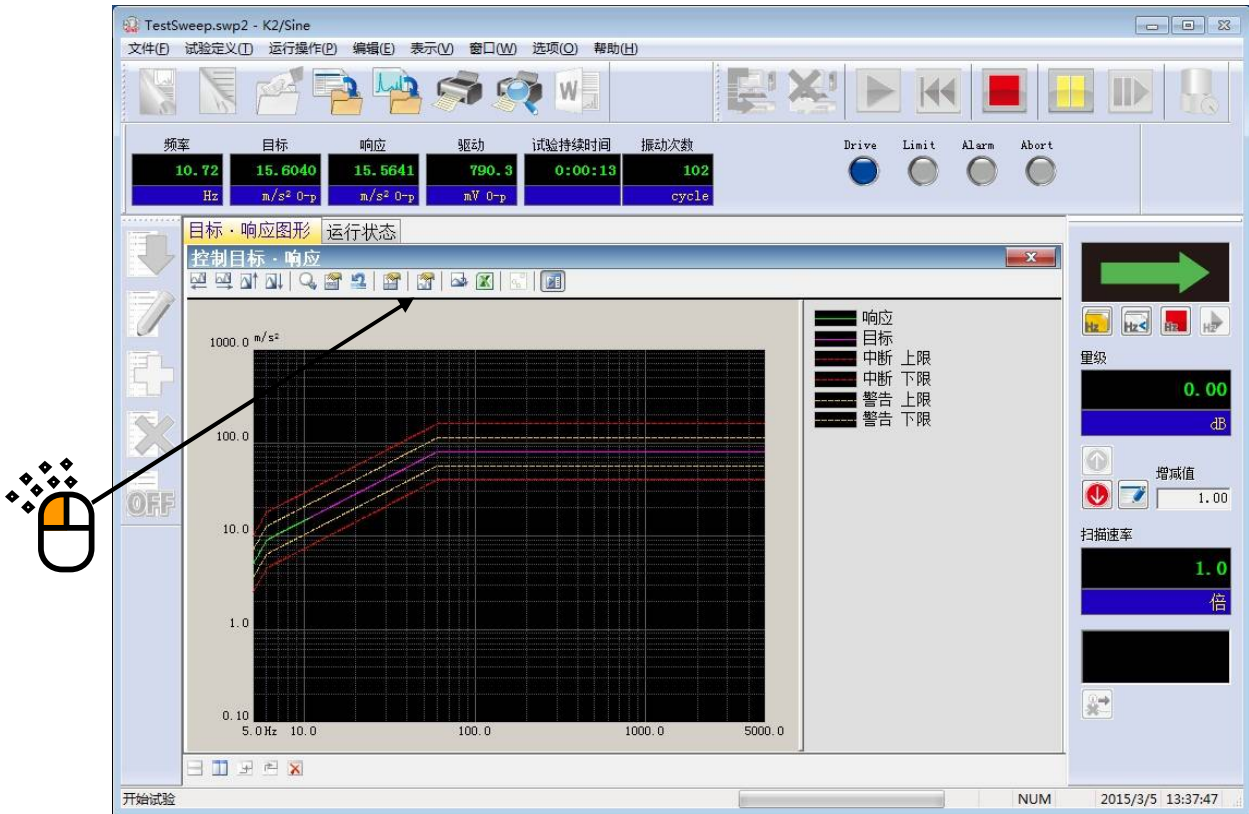 TestSweep.swp2 - K2/Sine
文件(F) 试验定义(T) 运行操作(P) 编辑(E) 表示(V) 窗口(W) 选项(O) 帮助(H)
W
频率 目标 响应 驱动 试验持续时间 振动次数
10.72 15.6040 15.5641 790.3 0:00:13 102
Hz m/s² 0-p m/s² 0-p mV 0-p cycle
Drive Limit Alarm Abort
目标·响应图形 运行状态
控制目标·响应
1000.0 m/s²
100.0
10.0
1.0
0.10
5.0Hz 10.0 100.0 1000.0 5000.0
响应
目标
中断 上限
中断 下限
警告 上限
警告 下限
OFF
Hz Hz Hz Hz
量级
0.00
dB
增减值
1.00
扫描速率
1.0
倍
开始试验 NUM 2015/3/5 13:37:47